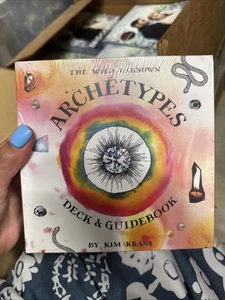 THE WILD UNKNOWN
ARCHETYPES
DECK & GUIDEBOOK
BY KIM KRANS